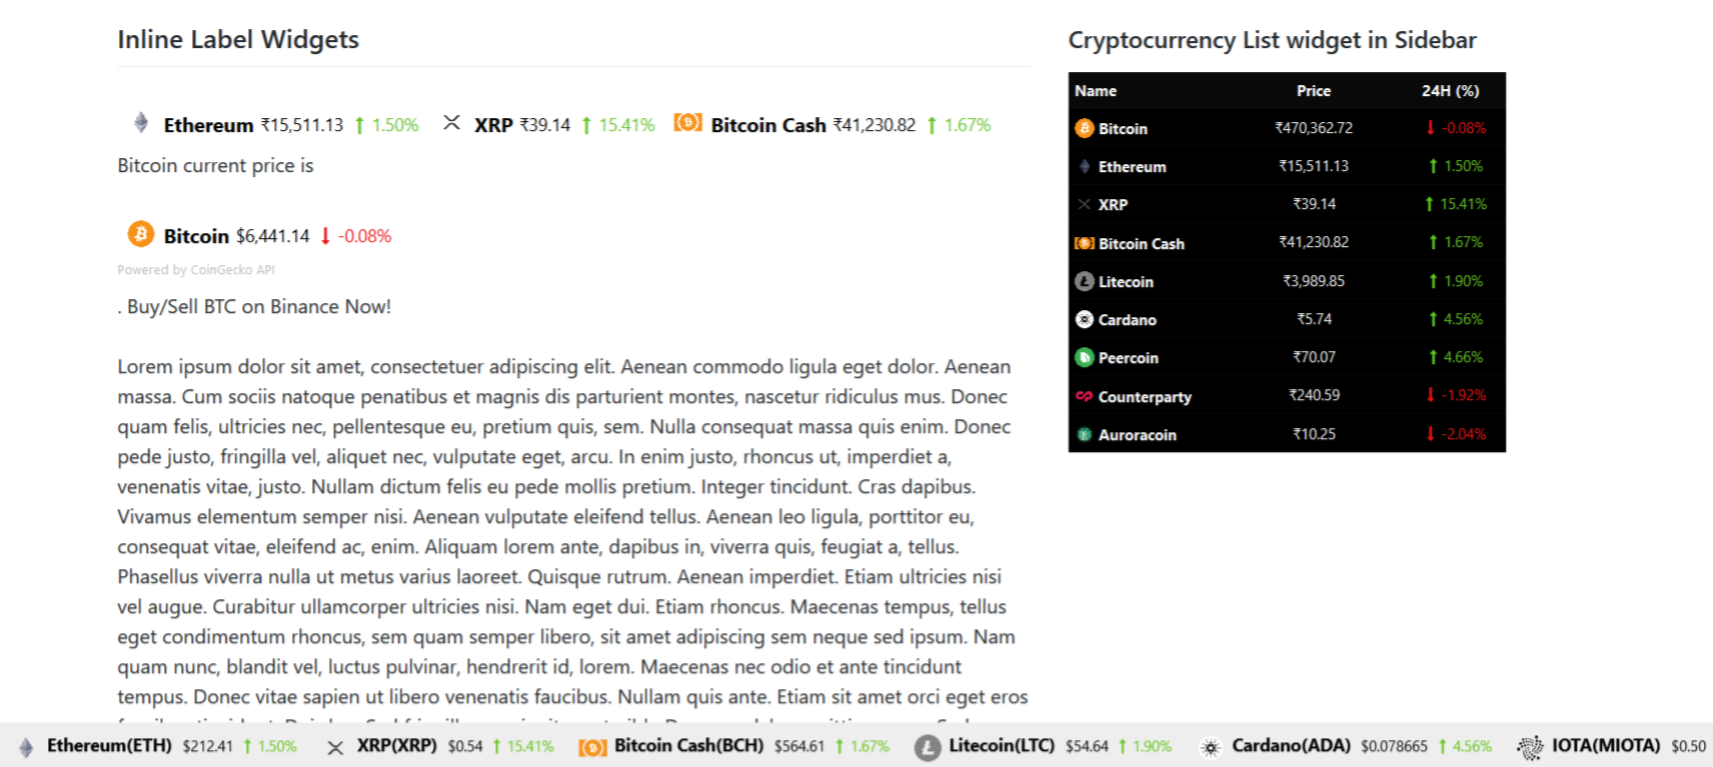 Inline Label Widgets
Ethereum ₹15,511.13 ↑ 1.50% XRP ₹39.14 ↑ 15.41% Bitcoin Cash ₹41,230.82 ↑ 1.67%
Bitcoin current price is
Bitcoin $6,441.14 ↓ -0.08%
Powered by CoinGecko API
. Buy/Sell BTC on Binance Now!
Lorem ipsum dolor sit amet, consectetuer adipiscing elit. Aenean commodo ligula eget dolor. Aenean
massa. Cum sociis natoque penatibus et magnis dis parturient montes, nascetur ridiculus mus. Donec
quam felis, ultricies nec, pellentesque eu, pretium quis, sem. Nulla consequat massa quis enim. Donec
pede justo, fringilla vel, aliquet nec, vulputate eget, arcu. In enim justo, rhoncus ut, imperdiet a,
venenatis vitae, justo. Nullam dictum felis eu pede mollis pretium. Integer tincidunt. Cras dapibus.
Vivamus elementum semper nisi. Aenean vulputate eleifend tellus. Aenean leo ligula, porttitor eu,
consequat vitae, eleifend ac, enim. Aliquam lorem ante, dapibus in, viverra quis, feugiat a, tellus.
Phasellus viverra nulla ut metus varius laoreet. Quisque rutrum. Aenean imperdiet. Etiam ultricies nisi
vel augue. Curabitur ullamcorper ultricies nisi. Nam eget dui. Etiam rhoncus. Maecenas tempus, tellus
eget condimentum rhoncus, sem quam semper libero, sit amet adipiscing sem neque sed ipsum. Nam
quam nunc, blandit vel, luctus pulvinar, hendrerit id, lorem. Maecenas nec odio et ante tincidunt
tempus. Donec vitae sapien ut libero venenatis faucibus. Nullam quis ante. Etiam sit amet orci eget eros
Cryptocurrency List widget in Sidebar
Name Price 24H (%)
Bitcoin ₹470,362.72 ↓ -0.08%
Ethereum ₹15,511.13 ↑ 1.50%
XRP ₹39.14 ↑ 15.41%
Bitcoin Cash ₹41,230.82 ↑ 1.67%
Litecoin ₹3,989.85 ↑ 1.90%
Cardano ₹5.74 ↑ 4.56%
Peercoin ₹70.07 ↑ 4.66%
Counterparty ₹240.59 ↓ -1.92%
Auroracoin ₹10.25 ↓ -2.04%
Ethereum(ETH) $212.41 ↑ 1.50% XRP(XRP) $0.54 ↑ 15.41% Bitcoin Cash(BCH) $564.61 ↑ 1.67% Litecoin(LTC) $54.64 ↑ 1.90% Cardano(ADA) $0.078665 ↑ 4.56% IOTA(MIOTA) $0.50